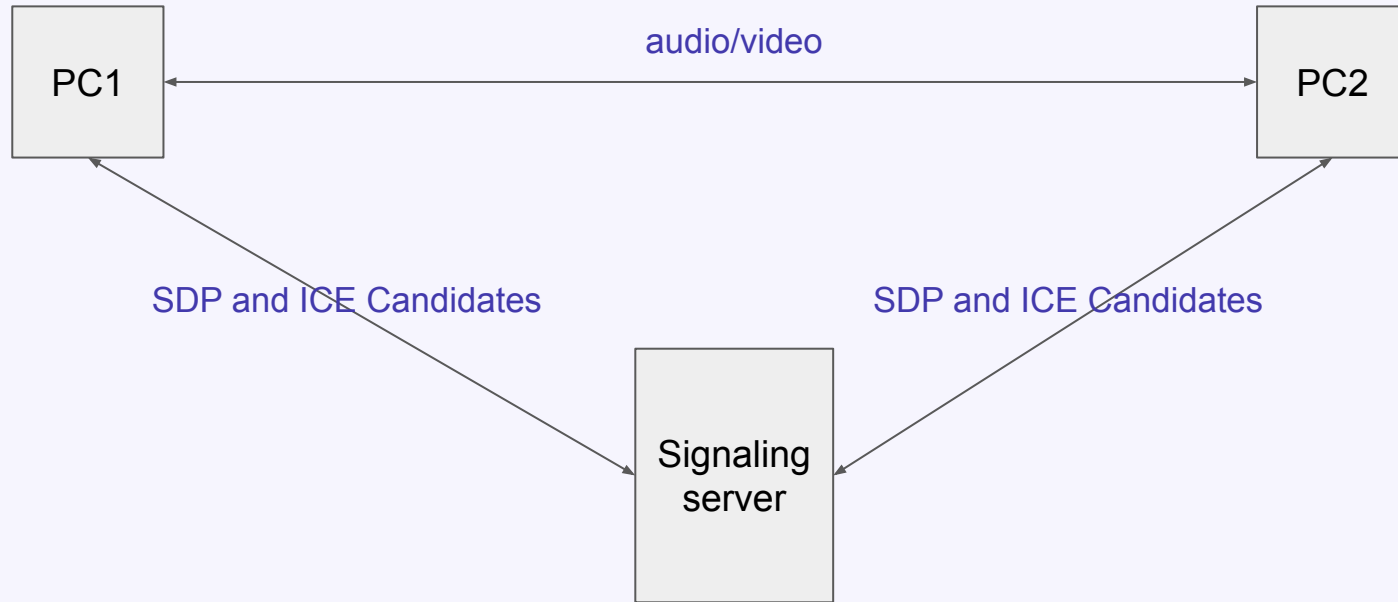 audio/video
PC1
PC2
SDP and ICE Candidates
SDP and ICE Candidates
Signaling
server